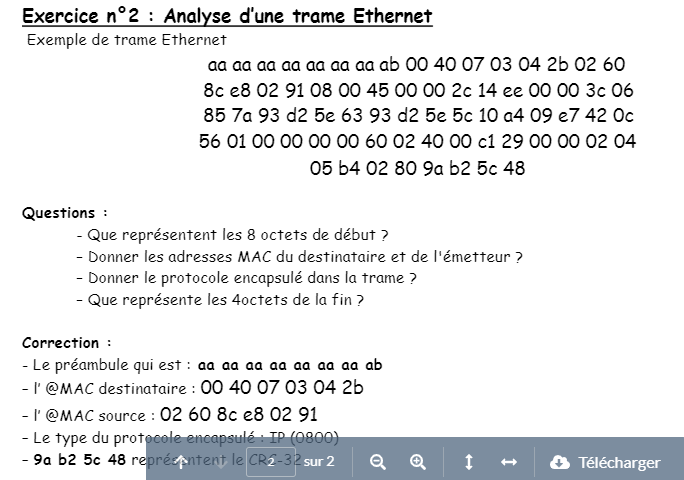 Exercice n°2 : Analyse d'une trame Ethernet
Exemple de trame Ethernet
aa aa aa aa aa aa aa ab 00 40 07 03 04 2b 02 60
8c e8 02 91 08 00 45 00 00 2c 14 ee 00 00 3c 06
85 7a 93 d2 5e 63 93 d2 5e 5c 10 a4 09 e7 42 0c
56 01 00 00 00 00 60 02 40 00 c1 29 00 00 02 04
05 b4 02 80 9a b2 5c 48
Questions :
- Que représentent les 8 octets de début ?
- Donner les adresses MAC du destinataire et de l'émetteur ?
- Donner le protocole encapsulé dans la trame ?
- Que représente les 4octets de la fin ?
Correction :
- Le préambule qui est : aa aa aa aa aa aa aa ab
- l' @MAC destinataire : 00 40 07 03 04 2b
- l' @MAC source : 02 60 8c e8 02 91
- Le type du protocole encapsulé : IP (0800)
- 9a b2 5c 48 représentent le CRC-32
2 sur 2 Télécharger